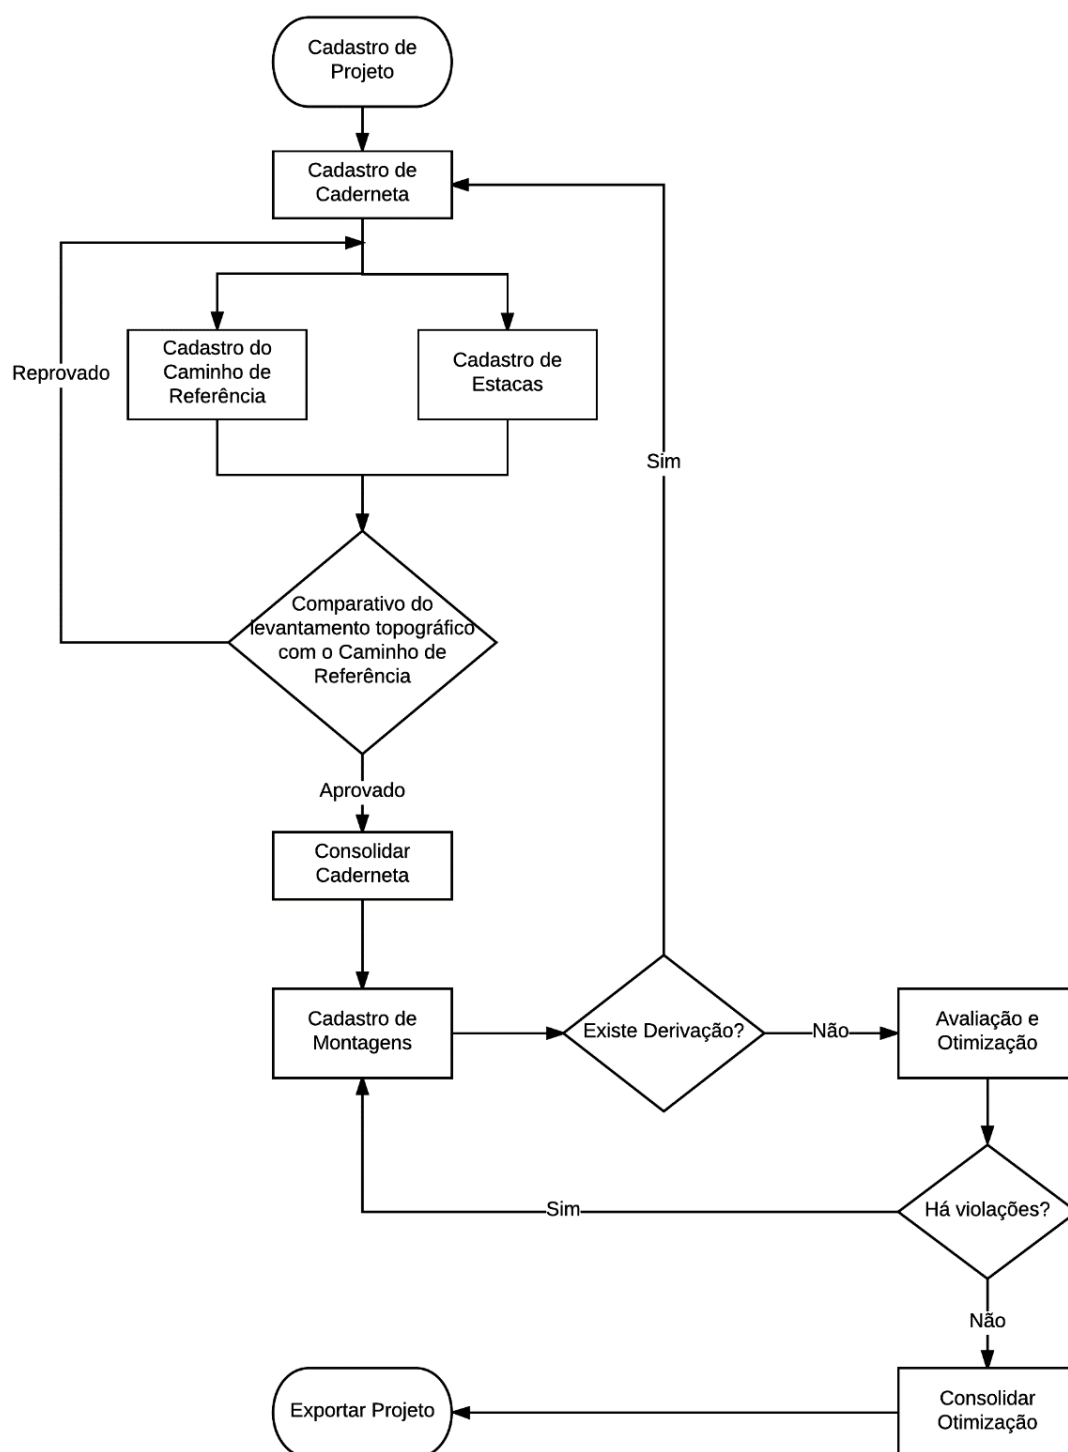 Cadastro de
Projeto
Cadastro de
Caderneta
Cadastro do
Caminho de
Referência
Cadastro de
Estacas
Reprovado
Sim
Comparativo do
levantamento topográfico
com o Caminho de
Referência
Aprovado
Consolidar
Caderneta
Cadastro de
Montagens
Existe Derivação?
Não
Avaliação e
Otimização
Sim
Há violações?
Não
Exportar Projeto
Consolidar
Otimização